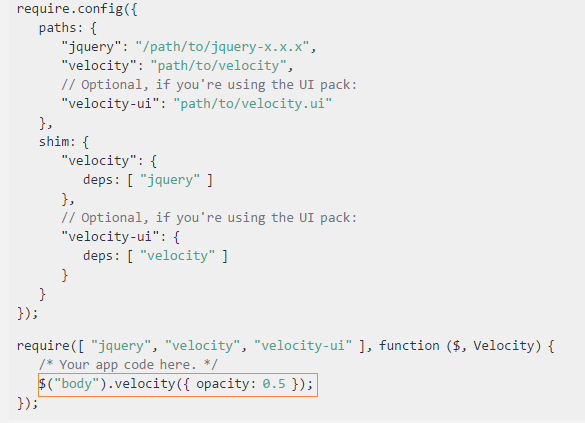 require.config({
paths: {
"jquery": "/path/to/jquery-x.x.x",
"velocity": "path/to/velocity",
// Optional, if you're using the UI pack:
"velocity-ui": "path/to/velocity.ui"
},
shim: {
"velocity": {
deps: [ "jquery" ]
},
// Optional, if you're using the UI pack:
"velocity-ui": {
deps: [ "velocity" ]
}
}
});
require([ "jquery", "velocity", "velocity-ui" ], function ($, Velocity) {
/* Your app code here. */
$("body").velocity({ opacity: 0.5 });
});